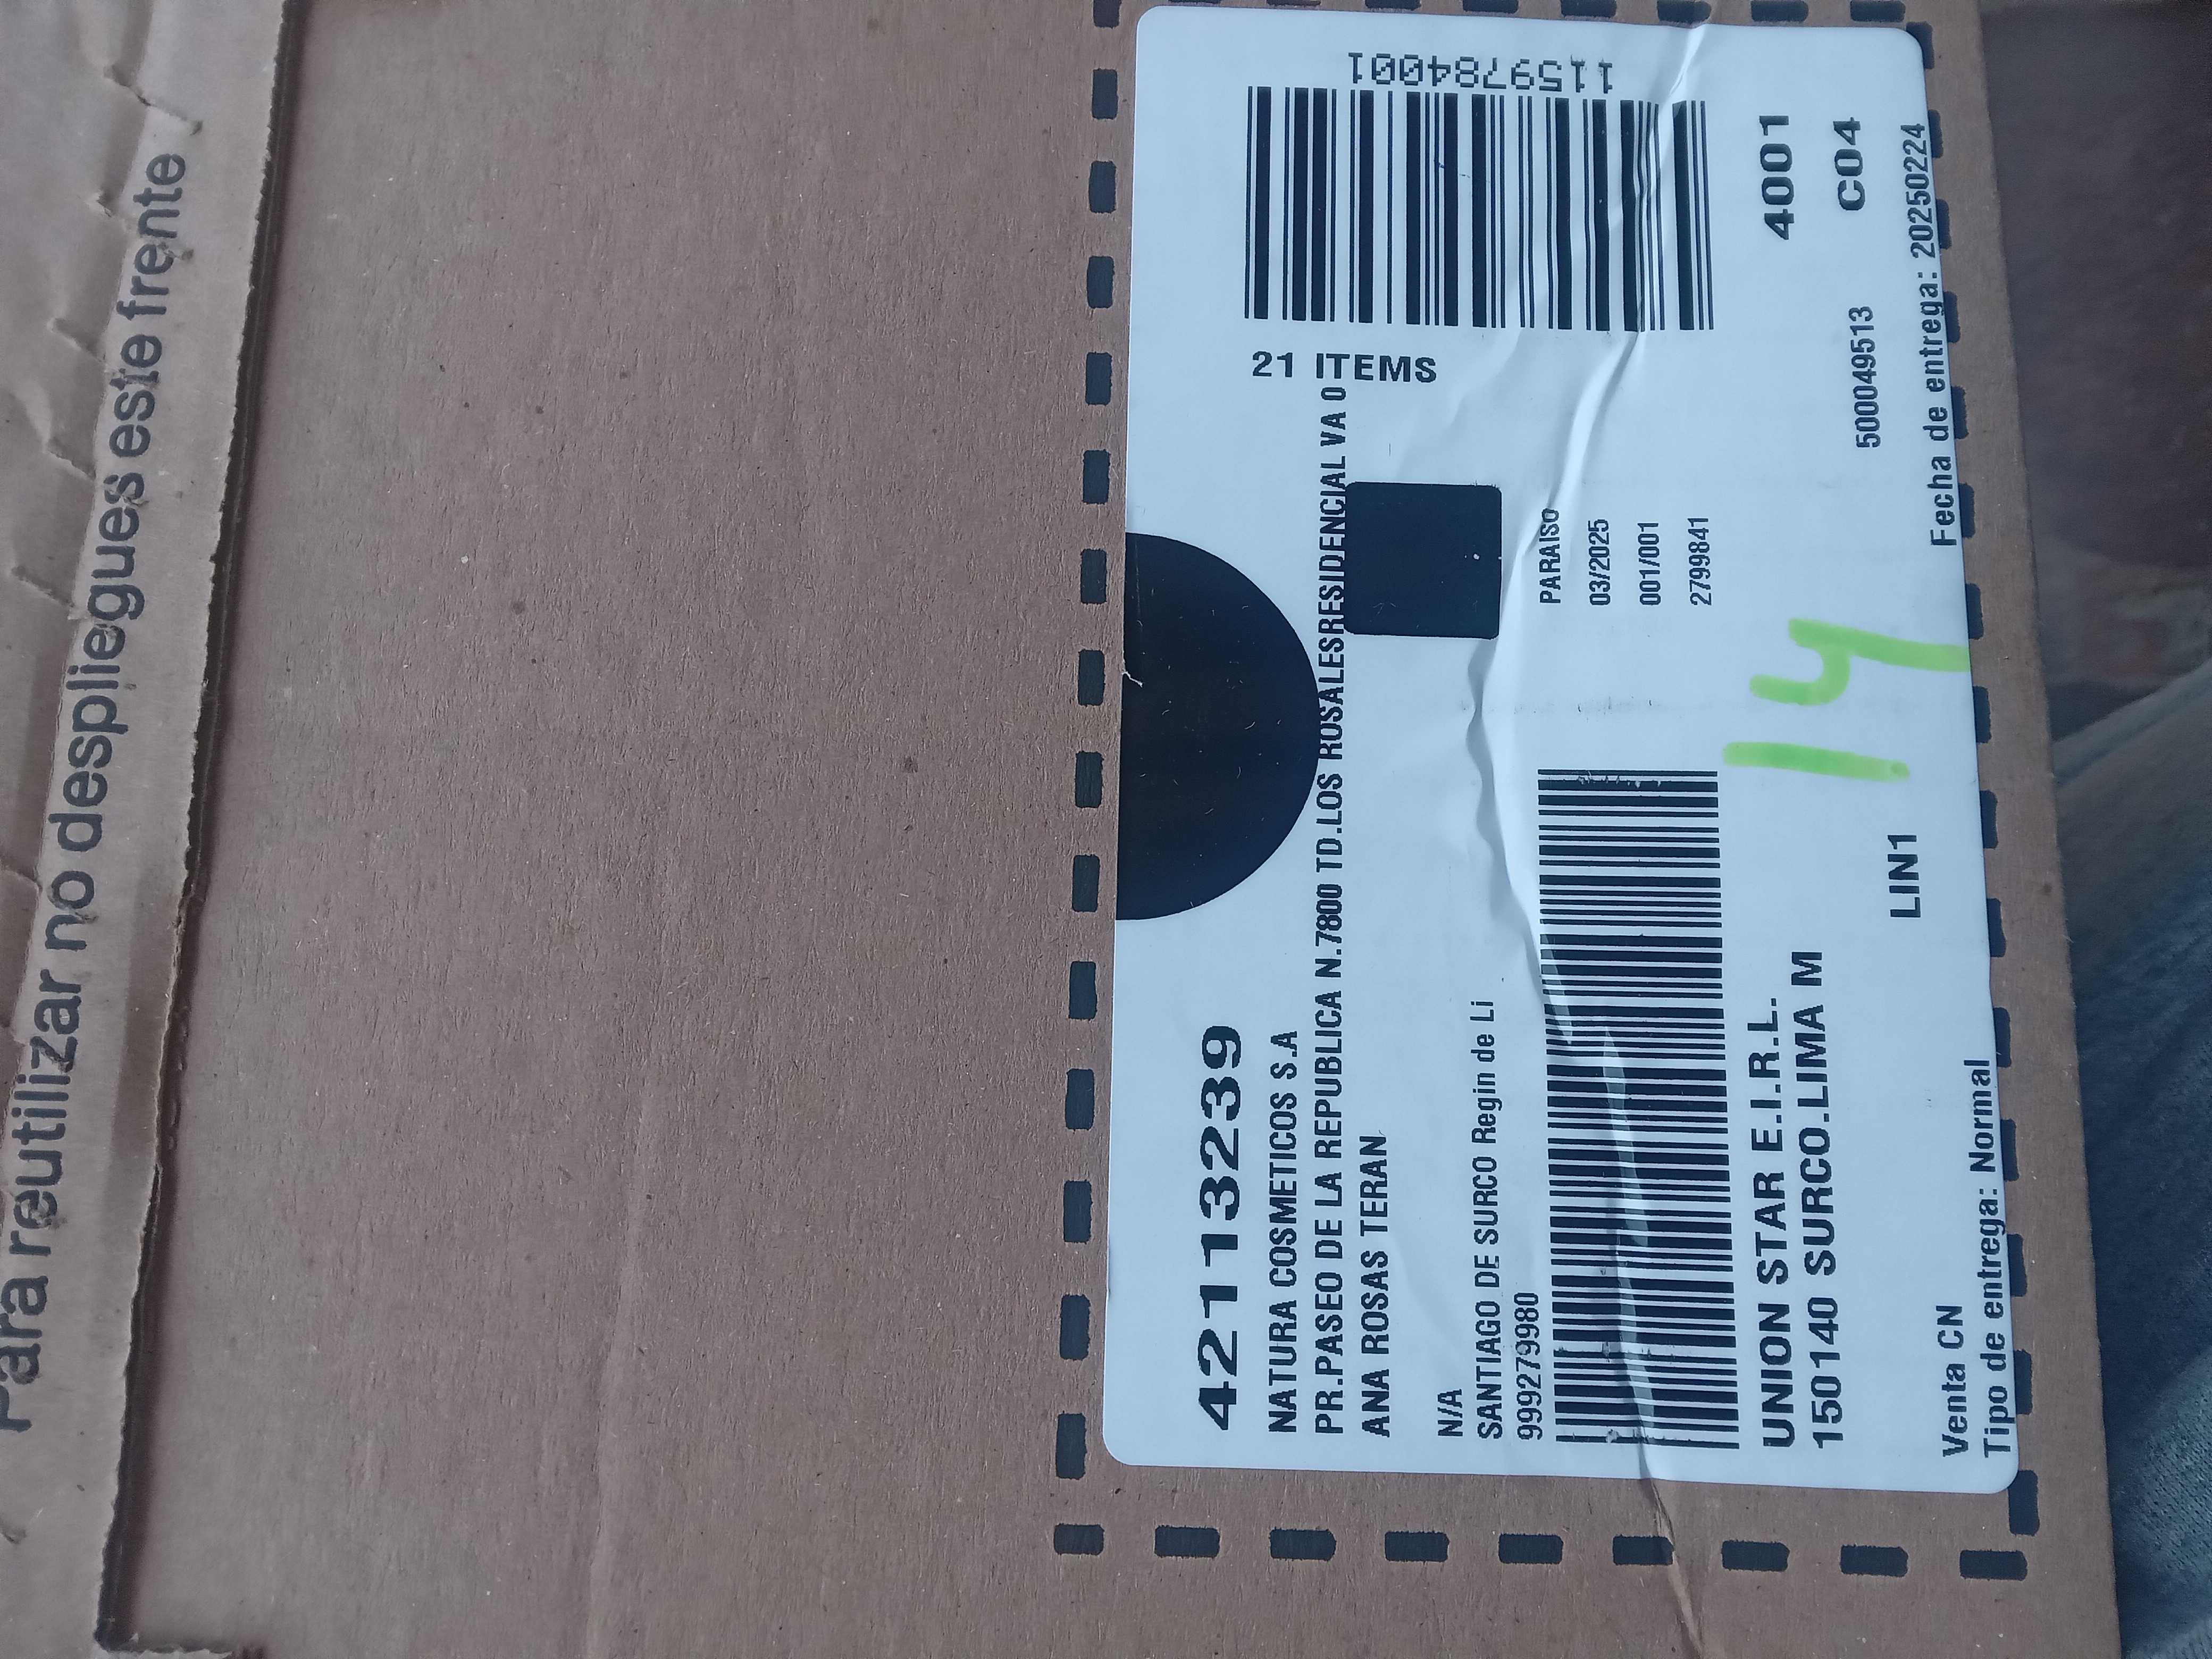 Para reutilizar no despliegues este frente
42113239
NATURA COSMETICOS S.A
21 ITEMS
PR.PASEO DE LA REPUBLICA N.7800 TD.LOS ROSALESRESIDENCIAL VA 0
ANA ROSAS TERAN
1159784001
N/A
SANTIAGO DE SURCO Regin de Li
9992799980
PARAISO
03/2025
001/001
2799841
UNION STAR E.I.R.L.
4001
150140 SURCO.LIMA M
C04
14
LIN1
500049513
Venta CN
Tipo de entrega: Normal
Fecha de entrega: 20250224